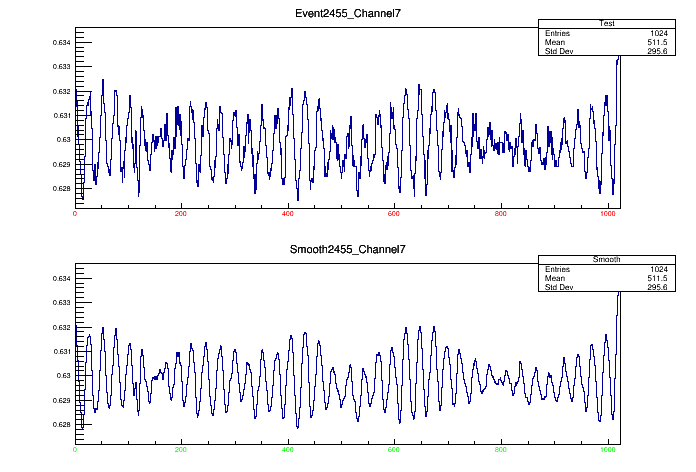 Event2455_Channel7
Test
Entries 1024
Mean 511.5
Std Dev 295.6
0.634
0.633
0.632
0.631
0.63
0.629
0.628
0 200 400 600 800 1000
Smooth2455_Channel7
Smooth
Entries 1024
Mean 511.5
Std Dev 295.6
0.634
0.633
0.632
0.631
0.63
0.629
0.628
0 200 400 600 800 1000